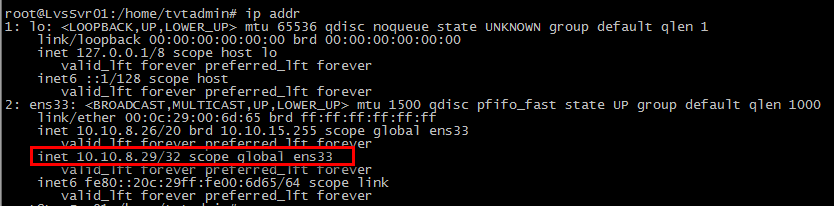 root@LvsSvr01:/home/tvtadmin# ip addr
1: lo: <LOOPBACK,UP,LOWER_UP> mtu 65536 qdisc noqueue state UNKNOWN group default qlen 1
link/loopback 00:00:00:00:00:00 brd 00:00:00:00:00:00
inet 127.0.0.1/8 scope host lo
valid_lft forever preferred_lft forever
inet6 ::1/128 scope host
valid_lft forever preferred_lft forever
2: ens33: <BROADCAST,MULTICAST,UP,LOWER_UP> mtu 1500 qdisc pfifo_fast state UP group default qlen 1000
link/ether 00:0c:29:00:6d:65 brd ff:ff:ff:ff:ff:ff
inet 10.10.8.26/20 brd 10.10.15.255 scope global ens33
valid_lft forever preferred_lft forever
inet 10.10.8.29/32 scope global ens33
valid_lft forever preferred_lft forever
inet6 fe80::20c:29ff:fe00:6d65/64 scope link
valid_lft forever preferred_lft forever